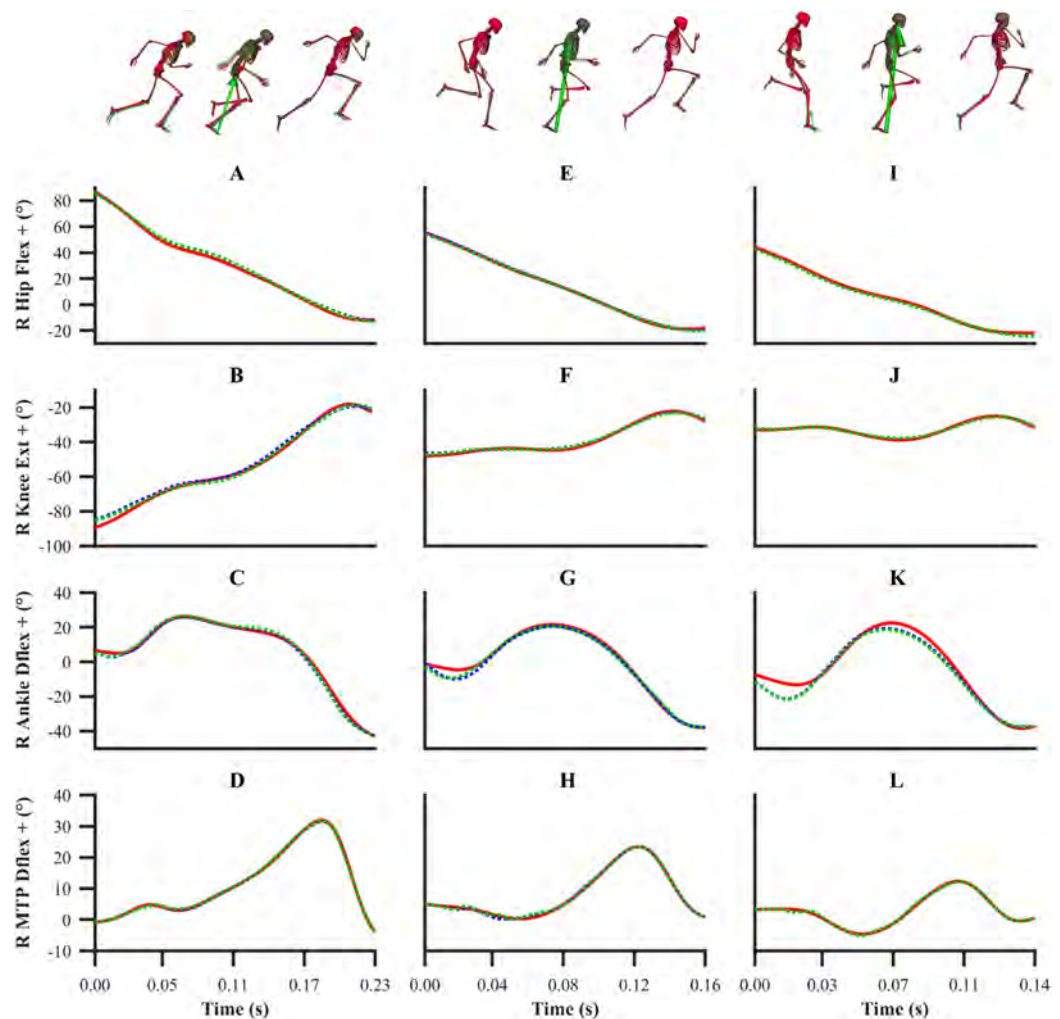 A E I
R Hip Flex + (°)
80
60
40
20
0
-20
B F J
R Knee Ext + (°)
-20
-40
-60
-80
-100
C G K
R Ankle Dflex + (°)
40
20
0
-20
-40
D H L
R MTP Dflex + (°)
40
30
20
10
0
-10
0.00 0.05 0.11 0.17 0.23 0.00 0.04 0.08 0.12 0.16 0.00 0.03 0.07 0.11 0.14
Time (s) Time (s) Time (s)